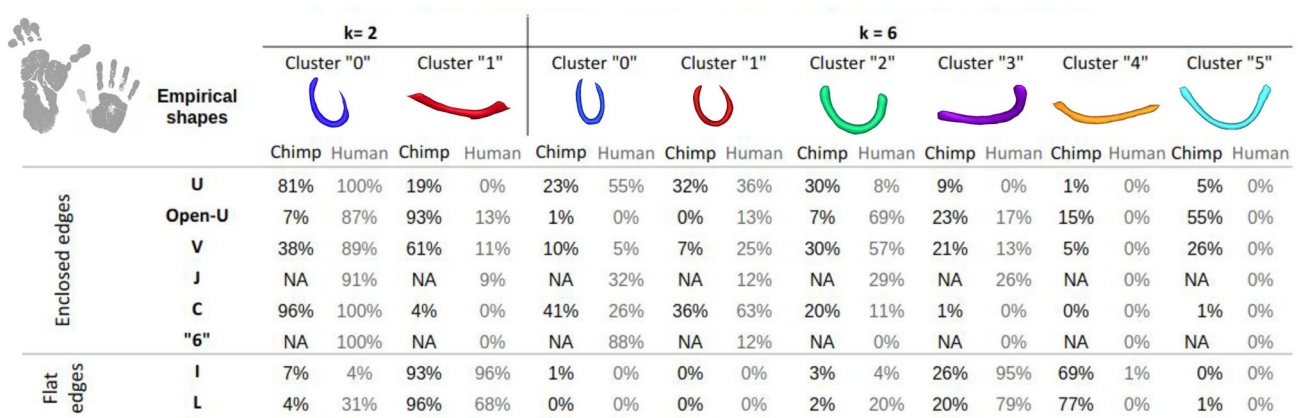 k= 2 k = 6
Cluster "0" Cluster "1" Cluster "0" Cluster "1" Cluster "2" Cluster "3" Cluster "4" Cluster "5"
Empirical
shapes
Chimp Human Chimp Human Chimp Human Chimp Human Chimp Human Chimp Human Chimp Human Chimp Human
Enclosed edges
U 81% 100% 19% 0% 23% 55% 32% 36% 30% 8% 9% 0% 1% 0% 5% 0%
Open-U 7% 87% 93% 13% 1% 0% 0% 13% 7% 69% 23% 17% 15% 0% 55% 0%
V 38% 89% 61% 11% 10% 5% 7% 25% 30% 57% 21% 13% 5% 0% 26% 0%
J NA 91% NA 9% NA 32% NA 12% NA 29% NA 26% NA 0% NA 0%
C 96% 100% 4% 0% 41% 26% 36% 63% 20% 11% 1% 0% 0% 0% 1% 0%
"6" NA 100% NA 0% NA 88% NA 12% NA 0% NA 0% NA 0% NA 0%
Flat
edges
I 7% 4% 93% 96% 1% 0% 0% 0% 3% 4% 26% 95% 69% 1% 0% 0%
L 4% 31% 96% 68% 0% 0% 0% 0% 2% 20% 20% 79% 77% 0% 1% 0%